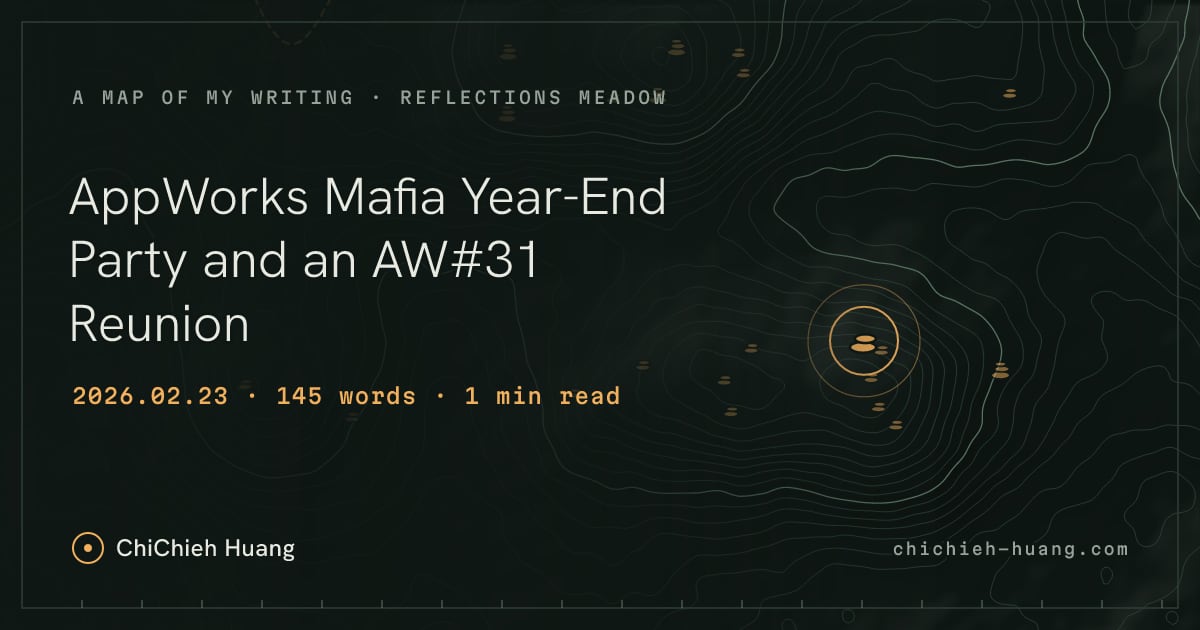 A MAP OF MY WRITING · REFLECTIONS MEADOW
AppWorks Mafia Year-End
Party and an AW#31
Reunion
2026.02.23 · 145 words · 1 min read
ChiChieh Huang
chichieh-huang.com